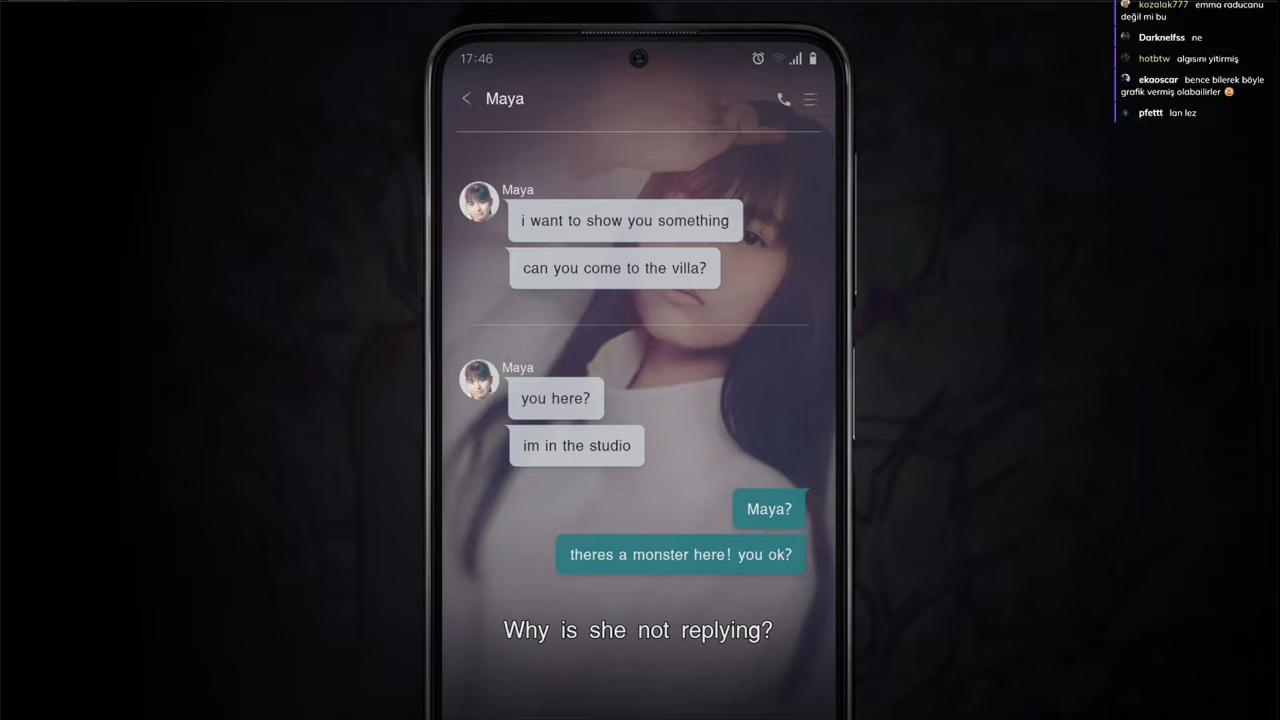 17:46
Maya
Maya
i want to show you something
can you come to the villa?
Maya
you here?
im in the studio
Maya?
theres a monster here! you ok?
Why is she not replying?
kozalak777 emma raducanu
değil mi bu
Darknelfss ne
hotbtw algısını yitirmiş
ekaoscar bence bilerek böyle
grafik vermiş olabailirler
pfettt lan lez